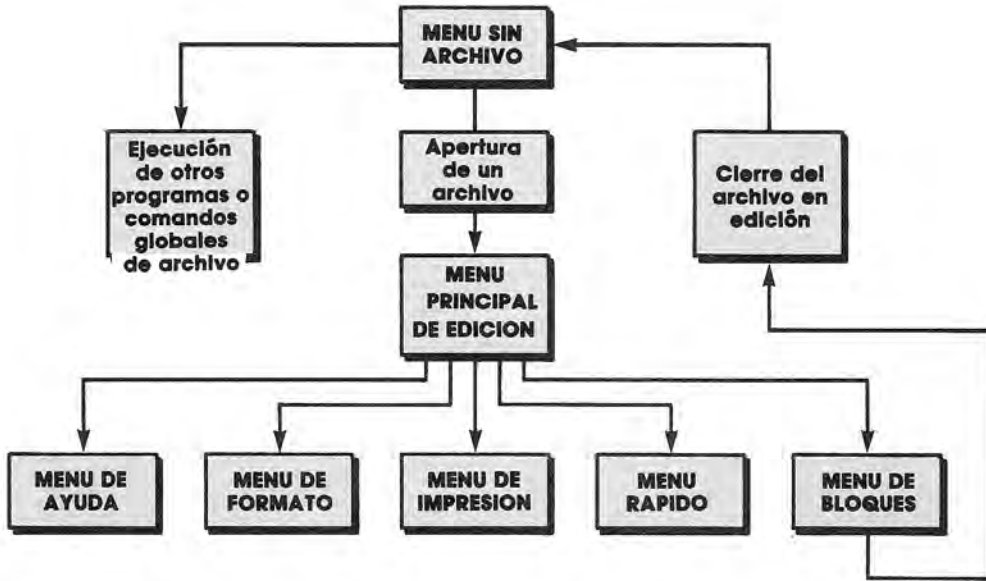 MENU SIN
ARCHIVO
Ejecución
de otros
programas o
comandos
globales
de archivo
Apertura
de un
archivo
Cierre del
archivo en
edición
MENU
PRINCIPAL
DE EDICION
MENU DE
AYUDA
MENU DE
FORMATO
MENU DE
IMPRESION
MENU
RAPIDO
MENU DE
BLOQUES